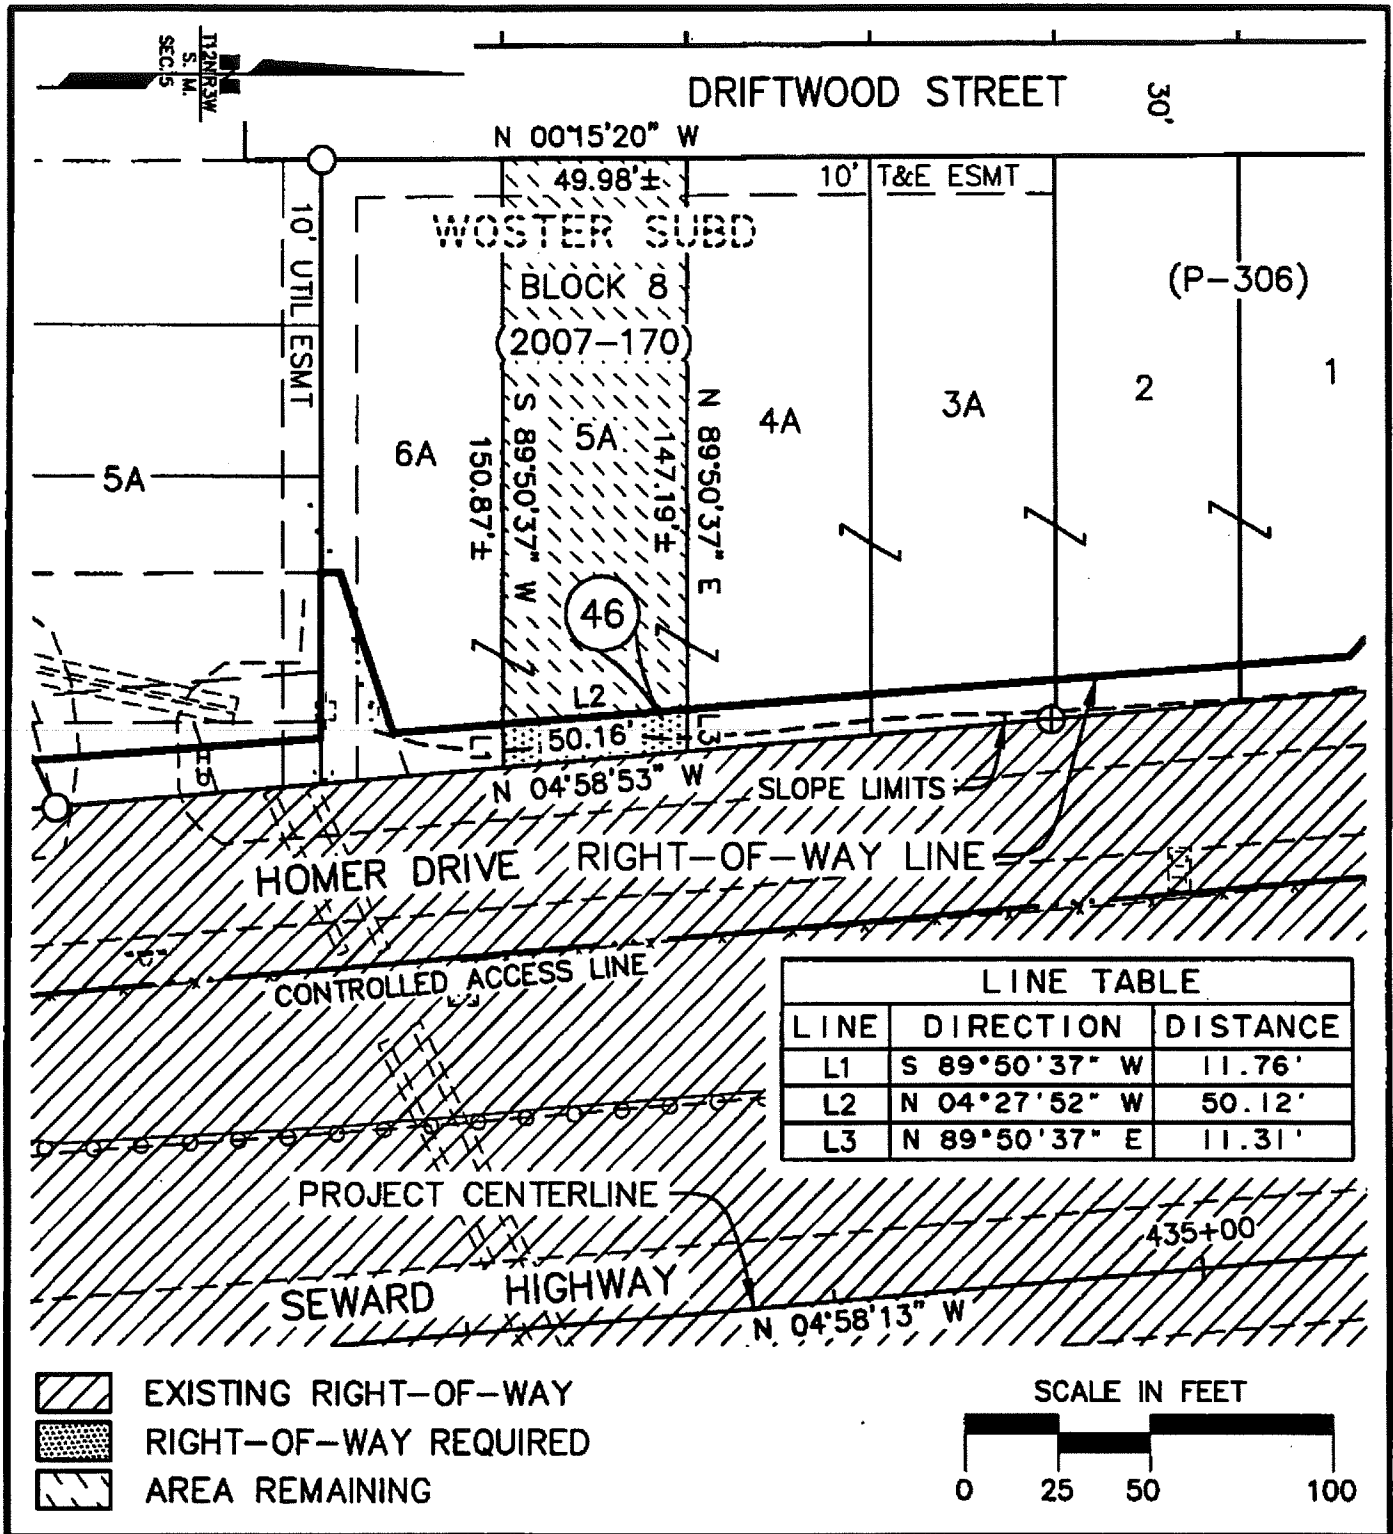 T12N R3W
S. M.
SEC.15
N
DRIFTWOOD STREET
30'
N 00°15'20" W
49.98'±
10' T&E ESMT
10' UTIL ESMT
WOSTER SUBD
BLOCK 8
(2007-170)
(P-306)
5A
6A
150.87'±
S 89°50'37" W
5A
147.19'±
N 89°50'37" E
4A
3A
2
1
46
L2
L1
50.16'
L3
N 04°58'53" W
SLOPE LIMITS
HOMER DRIVE
RIGHT-OF-WAY LINE
CONTROLLED ACCESS LINE
LINE TABLE
LINE DIRECTION DISTANCE
L1 S 89°50'37" W 11.76'
L2 N 04°27'52" W 50.12'
L3 N 89°50'37" E 11.31'
PROJECT CENTERLINE
435+00
SEWARD HIGHWAY
N 04°58'13" W
EXISTING RIGHT-OF-WAY
RIGHT-OF-WAY REQUIRED
AREA REMAINING
SCALE IN FEET
0 25 50 100